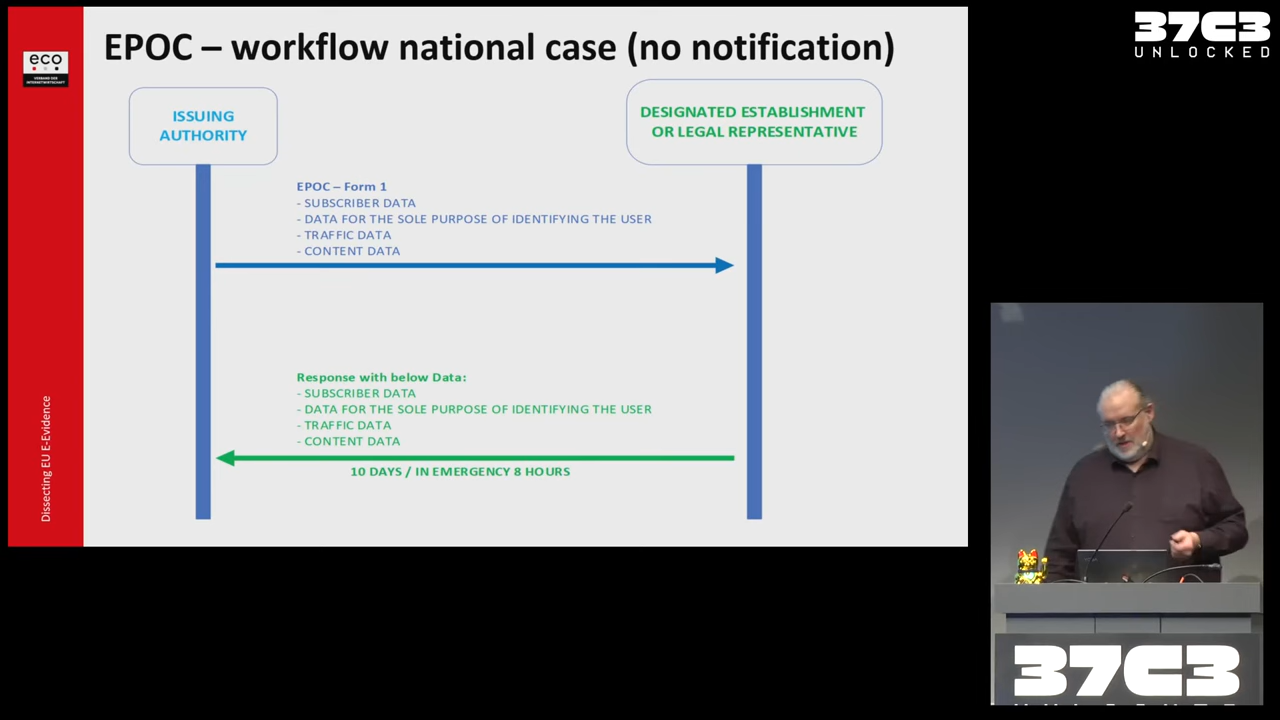 EPOC – workflow national case (no notification)
eco
VERBAND DER
INTERNETWIRTSCHAFT
ISSUING
AUTHORITY
DESIGNATED ESTABLISHMENT
OR LEGAL REPRESENTATIVE
EPOC – Form 1
- SUBSCRIBER DATA
- DATA FOR THE SOLE PURPOSE OF IDENTIFYING THE USER
- TRAFFIC DATA
- CONTENT DATA
Response with below Data:
- SUBSCRIBER DATA
- DATA FOR THE SOLE PURPOSE OF IDENTIFYING THE USER
- TRAFFIC DATA
- CONTENT DATA
10 DAYS / IN EMERGENCY 8 HOURS
Dissecting EU E-Evidence
37C3
UNLOCKED
37C3